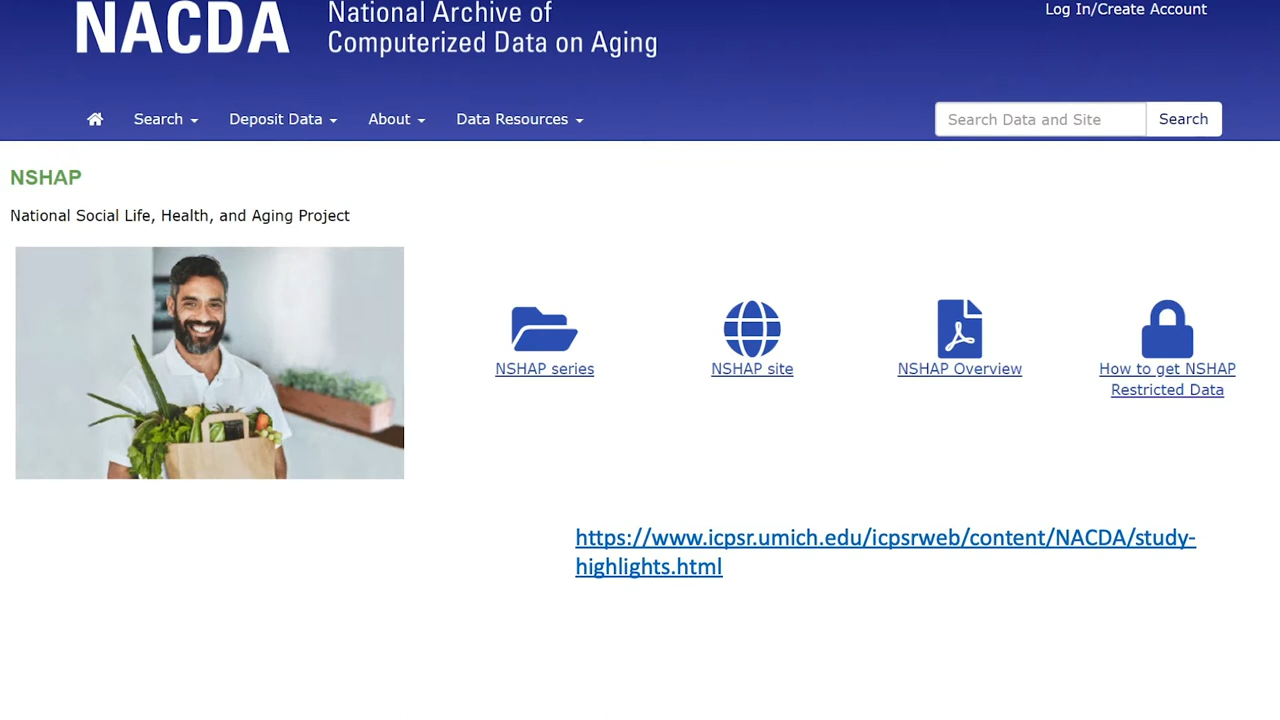 NACDA
National Archive of
Computerized Data on Aging
Log In/Create Account
Search
Deposit Data
About
Data Resources
Search Data and Site
Search
NSHAP
National Social Life, Health, and Aging Project
NSHAP series
NSHAP site
NSHAP Overview
How to get NSHAP
Restricted Data
https://www.icpsr.umich.edu/icpsrweb/content/NACDA/study-
highlights.html